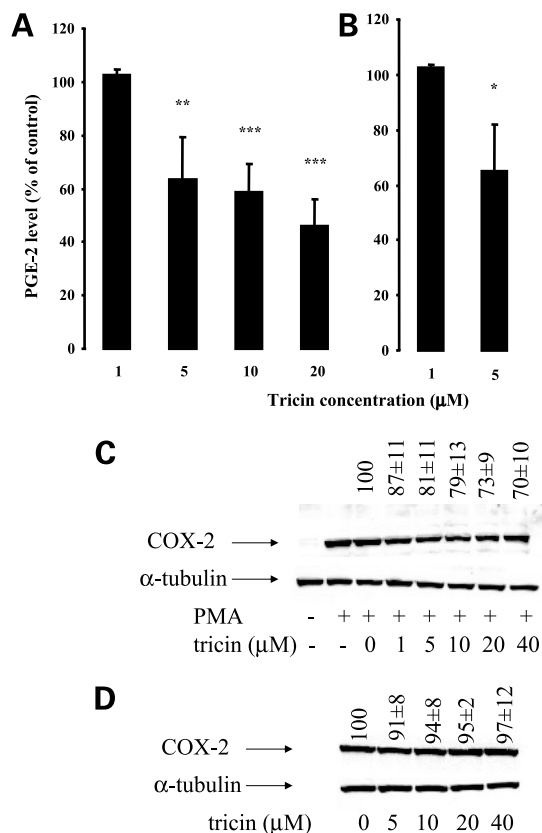 A
B
PGE-2 level (% of control)
120
100
80
60
40
20
0
**
***
***
1 5 10 20
120
100
80
60
40
20
0
*
1 5
Tricin concentration (μM)
C
100 87±11 81±11 79±13 73±9 70±10
COX-2
α-tubulin
PMA - + + + + + + +
tricin (μM) - - 0 1 5 10 20 40
D
100 91±8 94±8 95±2 97±12
COX-2
α-tubulin
tricin (μM) 0 5 10 20 40